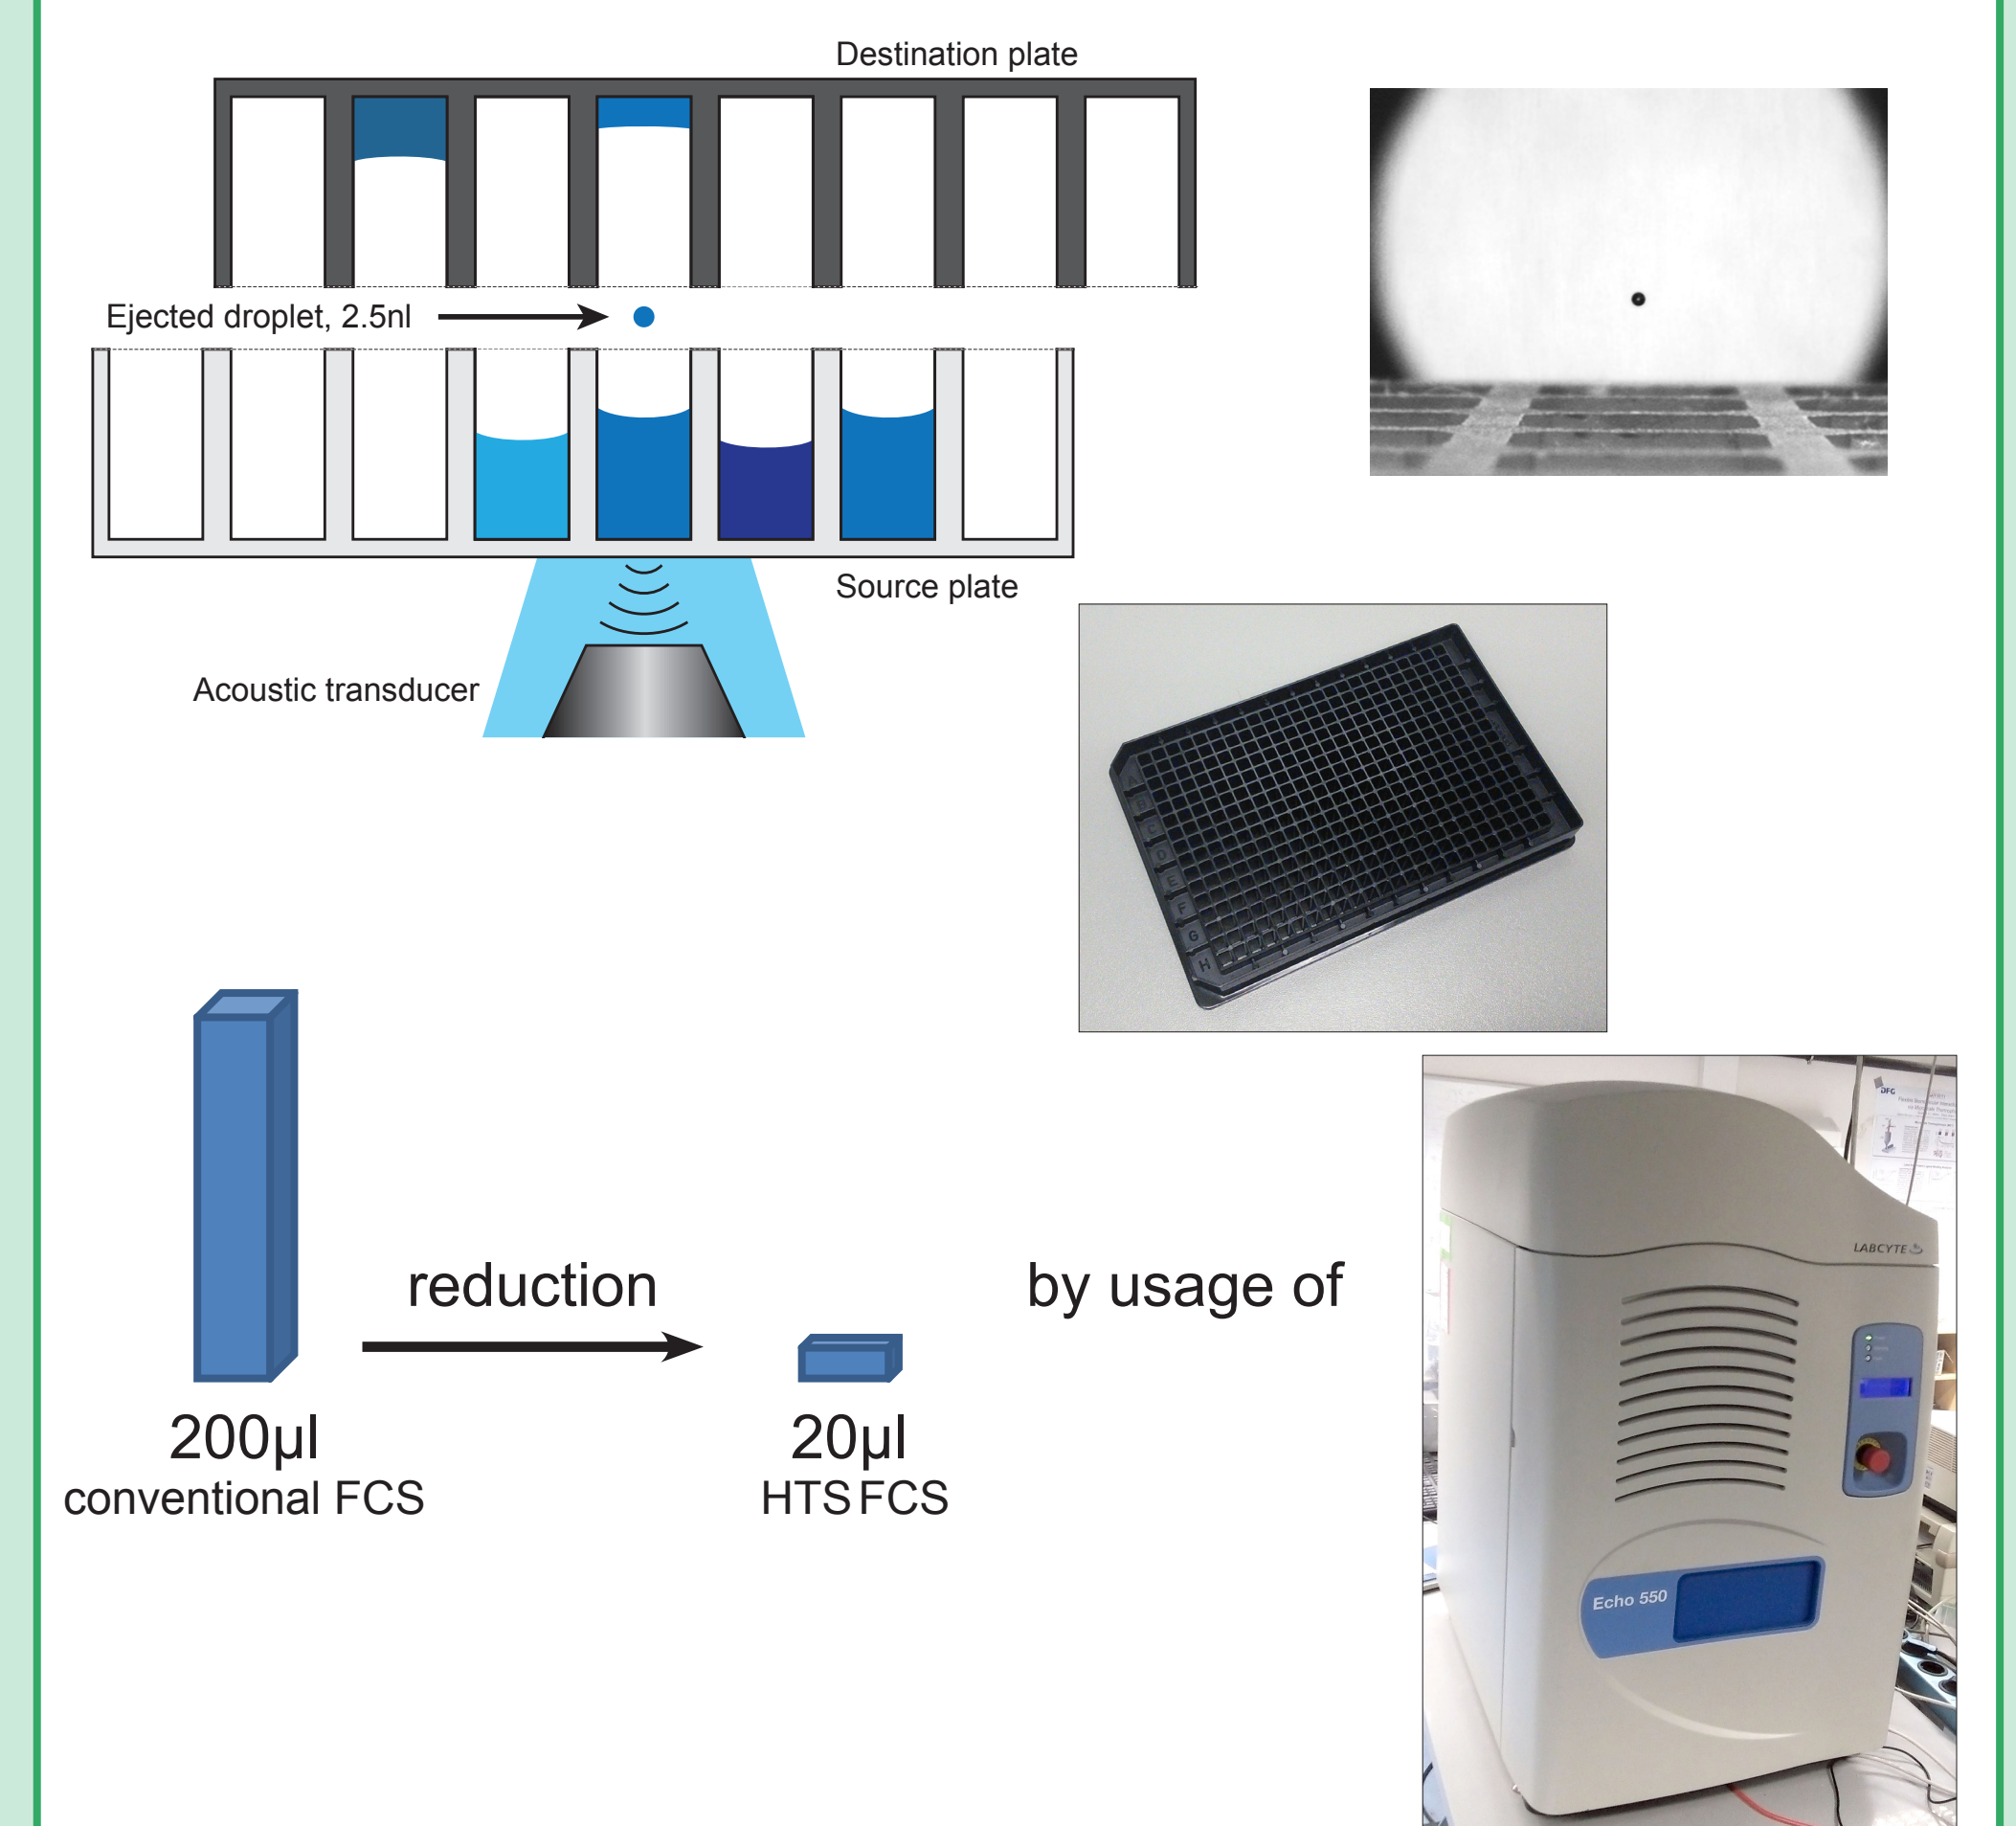 Destination plate
Ejected droplet, 2.5nl
Source plate
Acoustic transducer
A
B
C
D
E
F
G
H
reduction
by usage of
200µl
conventional FCS
20µl
HTS FCS
DFG
LABCYTE
Echo 550